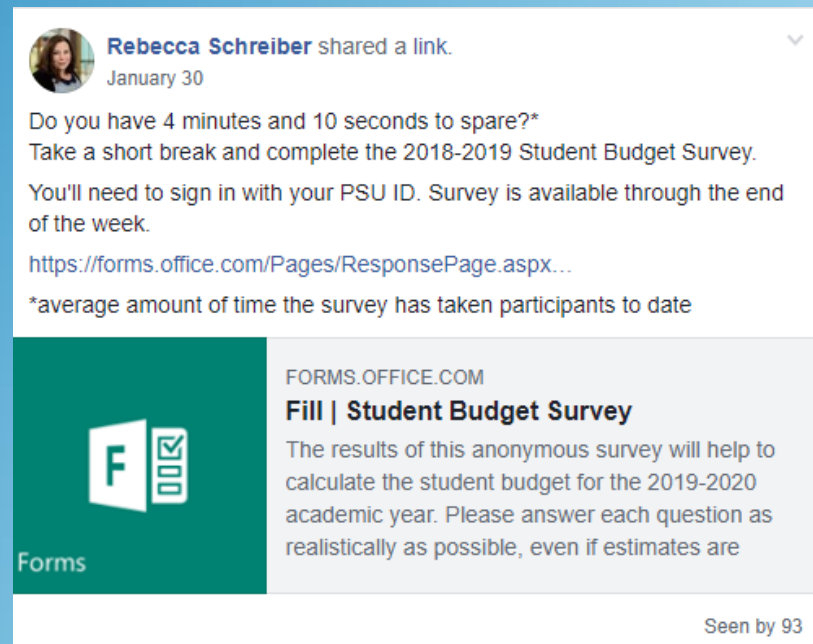 Rebecca Schreiber shared a link.
January 30
Do you have 4 minutes and 10 seconds to spare?*
Take a short break and complete the 2018-2019 Student Budget Survey.
You'll need to sign in with your PSU ID. Survey is available through the end
of the week.
https://forms.office.com/Pages/ResponsePage.aspx...
*average amount of time the survey has taken participants to date
F
Forms
FORMS.OFFICE.COM
Fill | Student Budget Survey
The results of this anonymous survey will help to
calculate the student budget for the 2019-2020
academic year. Please answer each question as
realistically as possible, even if estimates are
Seen by 93